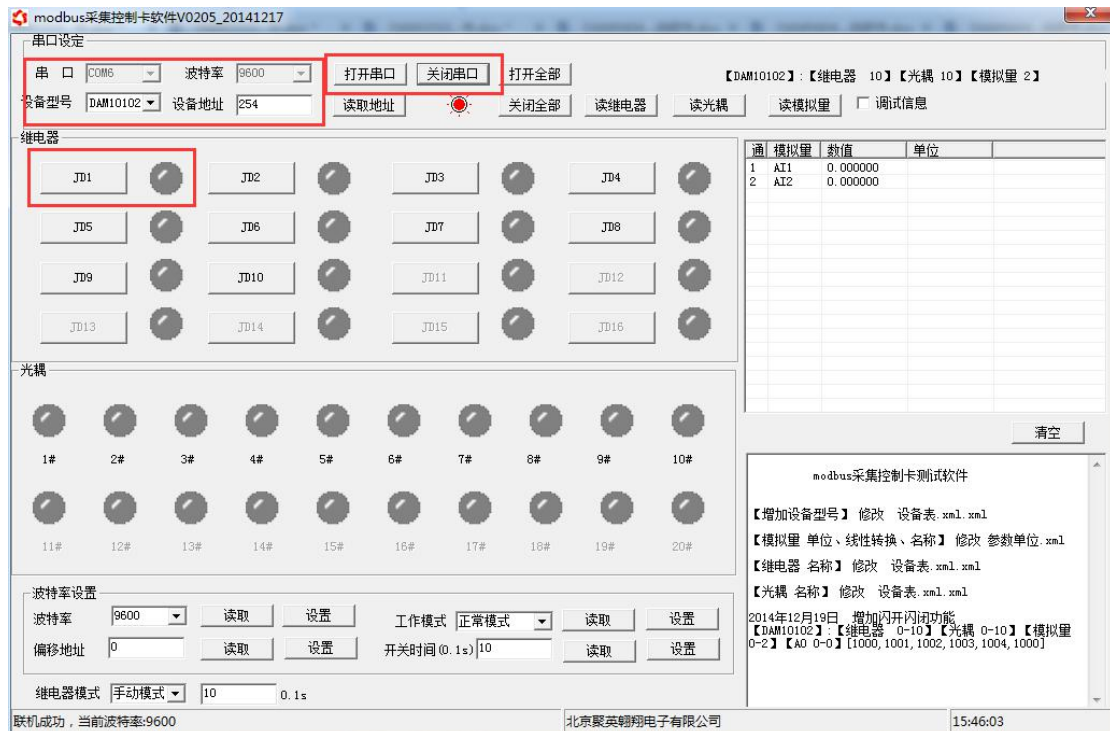 modbus采集控制卡软件V0205_20141217
串口设定
串 口 COM6 波特率 9600 打开串口 关闭串口 打开全部 【DAM10102】:【继电器 10】【光耦 10】【模拟量 2】
设备型号 DAM10102 设备地址 254 读取地址 关闭全部 读继电器 读光耦 读模拟量 调试信息
继电器
JD1 JD2 JD3 JD4
JD5 JD6 JD7 JD8
JD9 JD10 JD11 JD12
JD13 JD14 JD15 JD16
通 模拟量 数值 单位
1 AI1 0.000000
2 AI2 0.000000
清空
光耦
1# 2# 3# 4# 5# 6# 7# 8# 9# 10#
11# 12# 13# 14# 15# 16# 17# 18# 19# 20#
modbus采集控制卡测试软件
【增加设备型号】 修改 设备表.xml.xml
【模拟量 单位、线性转换、名称】 修改 参数单位.xml
【继电器 名称】 修改 设备表.xml.xml
【光耦 名称】 修改 设备表.xml.xml
2014年12月19日 增加闪开闪闭功能
【DAM10102】:【继电器 0-10】【光耦 0-10】【模拟量
0-2】【AO 0-0】[1000,1001,1002,1003,1004,1000]
波特率设置
波特率 9600 读取 设置 工作模式 正常模式 读取 设置
偏移地址 0 读取 设置 开关时间(0.1s) 10 读取 设置
继电器模式 手动模式 10 0.1s
联机成功，当前波特率:9600 北京聚英翱翔电子有限公司 15:46:03